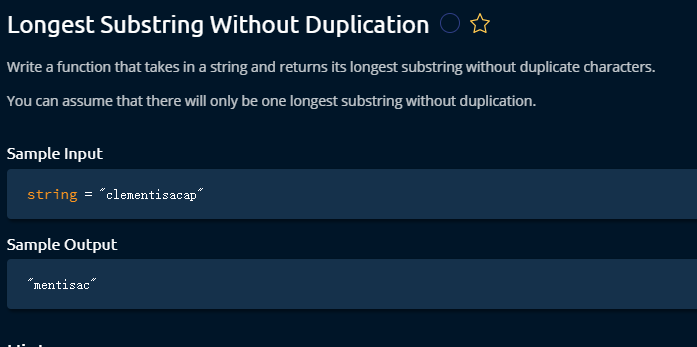 Longest Substring Without Duplication
Write a function that takes in a string and returns its longest substring without duplicate characters.
You can assume that there will only be one longest substring without duplication.
Sample Input
string = "clementisacap"
Sample Output
"mentisac"